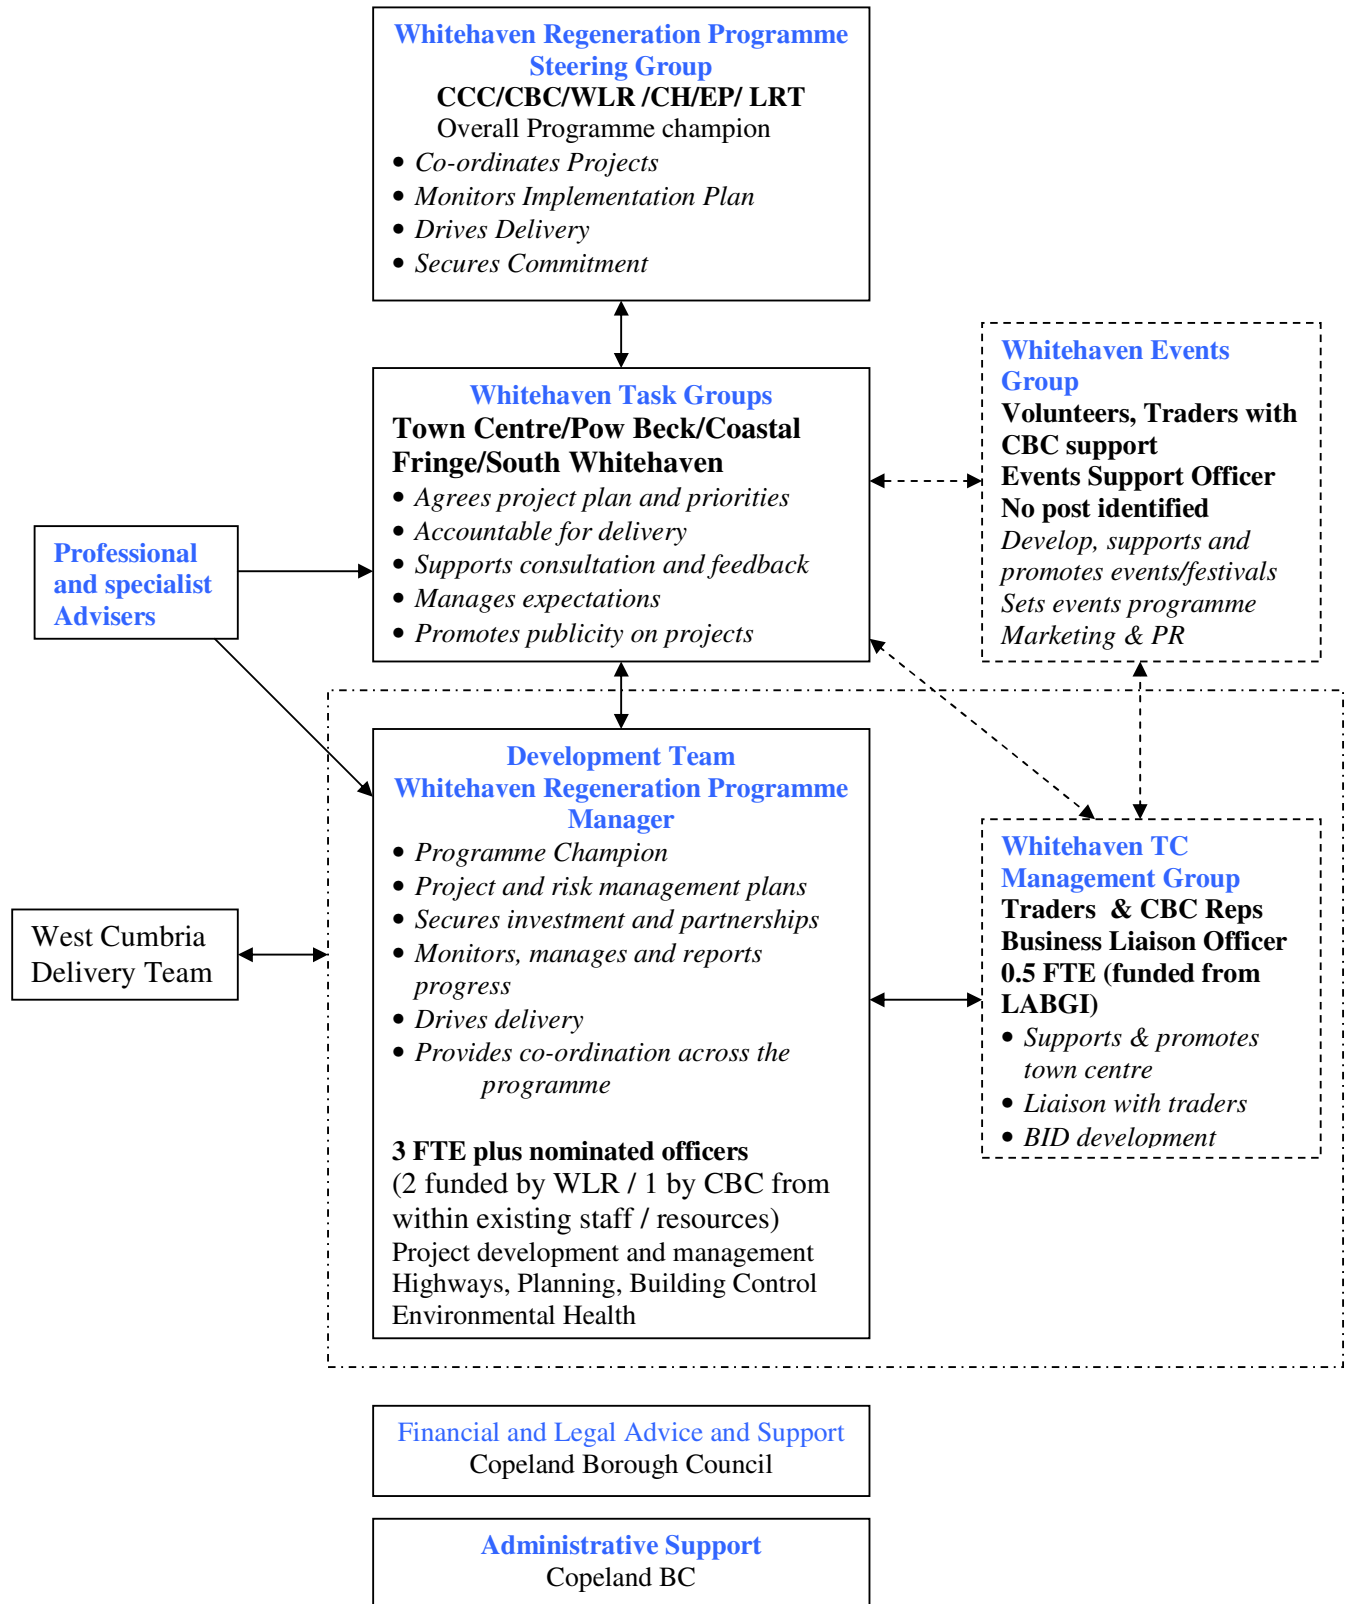 Whitehaven Regeneration Programme
Steering Group
CCC/CBC/WLR /CH/EP/ LRT
Overall Programme champion
• Co-ordinates Projects
• Monitors Implementation Plan
• Drives Delivery
• Secures Commitment
Whitehaven Events
Group
Volunteers, Traders with
CBC support
Events Support Officer
No post identified
Develop, supports and
promotes events/festivals
Sets events programme
Marketing & PR
Whitehaven Task Groups
Town Centre/Pow Beck/Coastal
Fringe/South Whitehaven
• Agrees project plan and priorities
• Accountable for delivery
• Supports consultation and feedback
• Manages expectations
• Promotes publicity on projects
Professional
and specialist
Advisers
Development Team
Whitehaven Regeneration Programme
Manager
• Programme Champion
• Project and risk management plans
• Secures investment and partnerships
• Monitors, manages and reports
progress
• Drives delivery
• Provides co-ordination across the
programme
3 FTE plus nominated officers
(2 funded by WLR / 1 by CBC from
within existing staff / resources)
Project development and management
Highways, Planning, Building Control
Environmental Health
Whitehaven TC
Management Group
Traders  & CBC Reps
Business Liaison Officer
0.5 FTE (funded from
LABGI)
• Supports & promotes
town centre
• Liaison with traders
• BID development
West Cumbria
Delivery Team
Financial and Legal Advice and Support
Copeland Borough Council
Administrative Support
Copeland BC